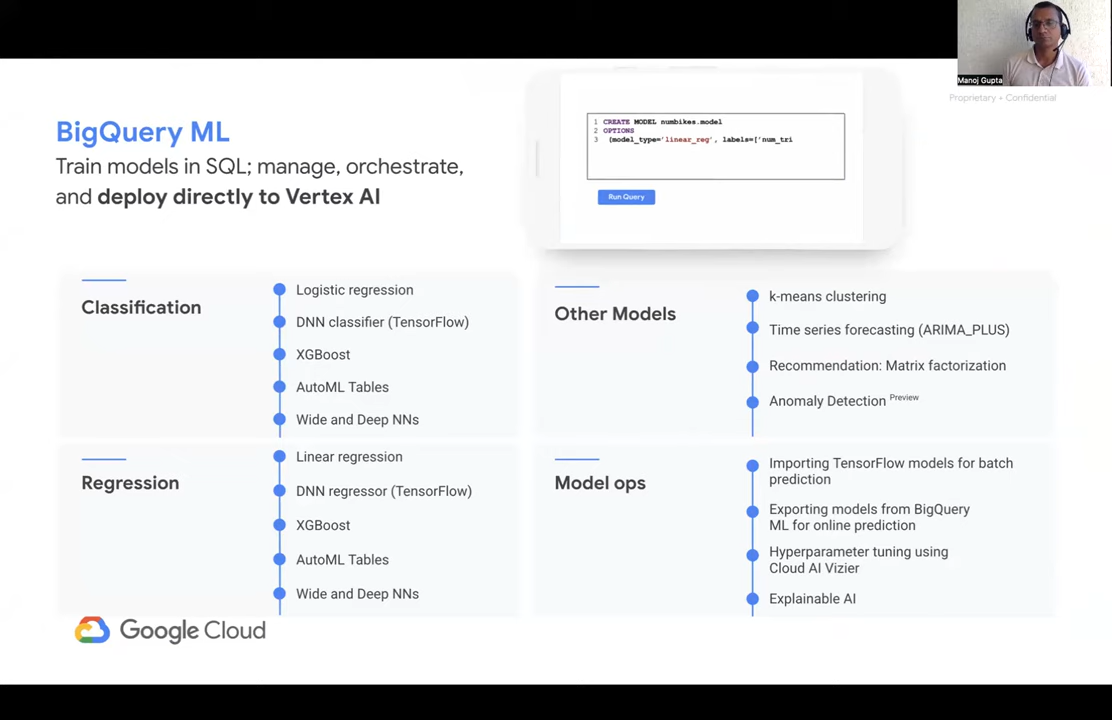 Manoj Gupta
Proprietary + Confidential
BigQuery ML
Train models in SQL; manage, orchestrate,
and deploy directly to Vertex AI
1 CREATE MODEL numbikes.model
2 OPTIONS
3 (model_type='linear_reg', labels=['num_tri
Run Query
Classification
Logistic regression
DNN classifier (TensorFlow)
XGBoost
AutoML Tables
Wide and Deep NNs
Other Models
k-means clustering
Time series forecasting (ARIMA_PLUS)
Recommendation: Matrix factorization
Anomaly Detection Preview
Regression
Linear regression
DNN regressor (TensorFlow)
XGBoost
AutoML Tables
Wide and Deep NNs
Model ops
Importing TensorFlow models for batch
prediction
Exporting models from BigQuery
ML for online prediction
Hyperparameter tuning using
Cloud AI Vizier
Explainable AI
Google Cloud